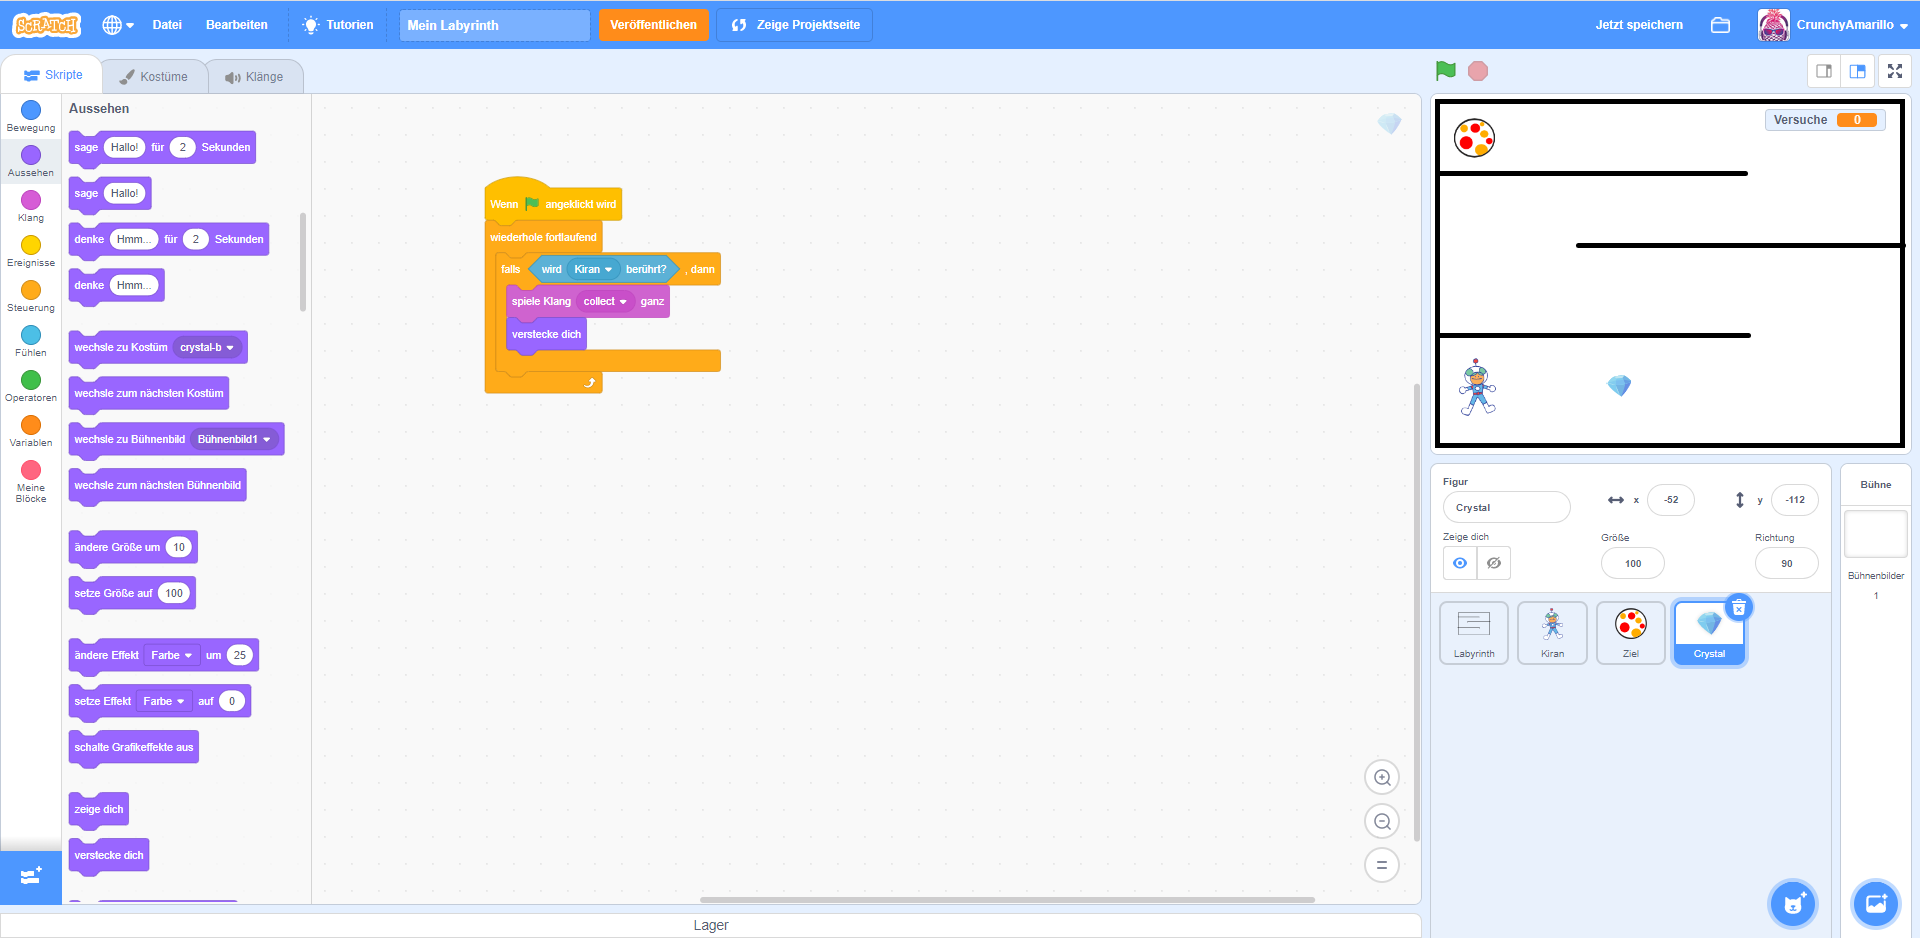 SCRATCH
Datei
Bearbeiten
Tutorien
Mein Labyrinth
Veröffentlichen
Zeige Projektseite
Jetzt speichern
CrunchyAmarillo
Skripte
Kostüme
Klänge
Bewegung
Aussehen
Klang
Ereignisse
Steuerung
Fühlen
Operatoren
Variablen
Meine
Blöcke
Aussehen
sage Hallo! für 2 Sekunden
sage Hallo!
denke Hmm... für 2 Sekunden
denke Hmm...
wechsle zu Kostüm crystal-b
wechsle zum nächsten Kostüm
wechsle zu Bühnenbild Bühnenbild1
wechsle zum nächsten Bühnenbild
ändere Größe um 10
setze Größe auf 100
ändere Effekt Farbe um 25
setze Effekt Farbe auf 0
schalte Grafikeffekte aus
zeige dich
verstecke dich
Wenn angeklickt wird
wiederhole fortlaufend
falls wird Kiran berührt? , dann
spiele Klang collect ganz
verstecke dich
Lager
Versuche 0
Figur
Crystal
x -52
y -112
Zeige dich
Größe
100
Richtung
90
Labyrinth
Kiran
Ziel
Crystal
Bühne
Bühnenbilder
1